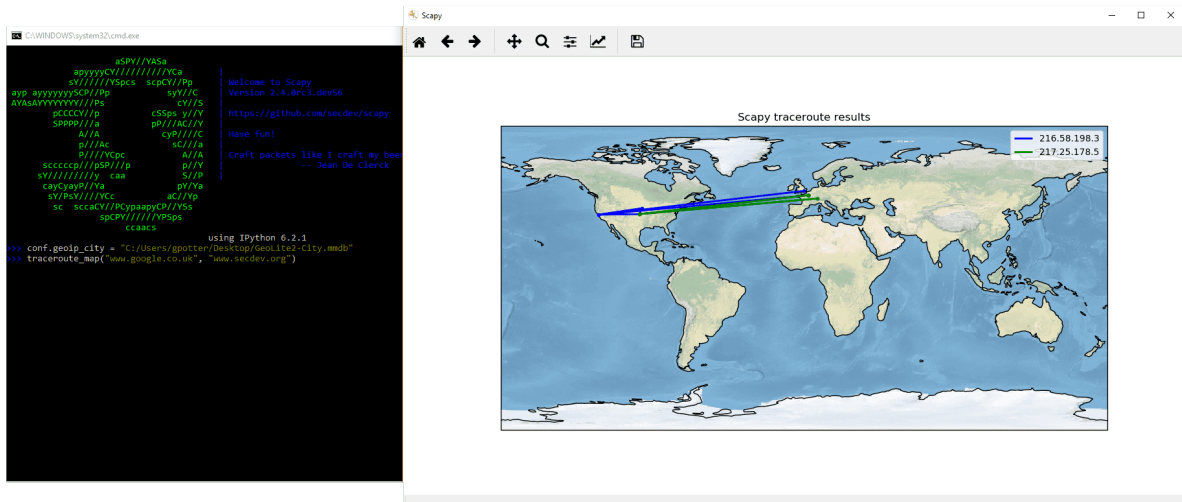 C:\WINDOWS\system32\cmd.exe
aSPY//YASa
apyyyyCY//////////YCa |
sY//////YSpcs scpCY//Pp | Welcome to Scapy
ayp ayyyyyyySCP//Pp syY//C | Version 2.4.0rc3.dev56
AYAsAYYYYYYYY///Ps cY//S |
pCCCCY//p cSSps y//Y | https://github.com/secdev/scapy
SPPPP///a pP///AC//Y |
A//A cyP////C | Have fun!
p///Ac sC///a |
P////YCpc A//A | Craft packets like I craft my beer
scccccp///pSP///p p//Y | -- Jean De Clerck
sY/////////y caa S//P |
cayCyayP//Ya pY/Ya
sY/PsY////YCc aC//Yp
sc sccaCY//PCypaapyCP//YSs
spCPY//////YPSps
ccaacs
using IPython 6.2.1
>>> conf.geoip_city = "C:/Users/gpotter/Desktop/GeoLite2-City.mmdb"
>>> traceroute_map("www.google.co.uk", "www.secdev.org")
Scapy
Scapy traceroute results
216.58.198.3
217.25.178.5